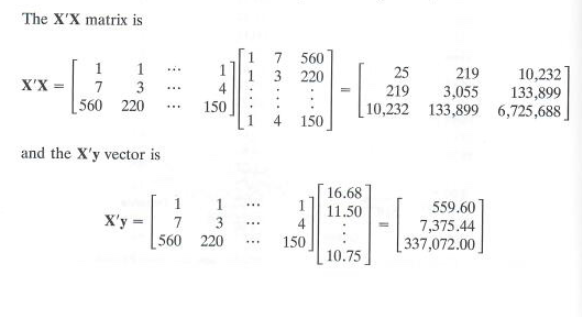 The X'X matrix is
X'X = [ 1 1 ⋯ 1 ] [ 1 7 560 ] = [ 25 219 10,232 ]
[ 7 3 ⋯ 4 ] [ 1 3 220 ] [ 219 3,055 133,899 ]
[ 560 220 ⋯ 150 ] [ ⋮ ⋮ ⋮ ] [ 10,232 133,899 6,725,688 ]
[ 1 4 150 ]
and the X'y vector is
X'y = [ 1 1 ⋯ 1 ] [ 16.68 ] = [ 559.60 ]
[ 7 3 ⋯ 4 ] [ 11.50 ] [ 7,375.44 ]
[ 560 220 ⋯ 150 ] [ ⋮ ] [ 337,072.00 ]
[ 10.75 ]